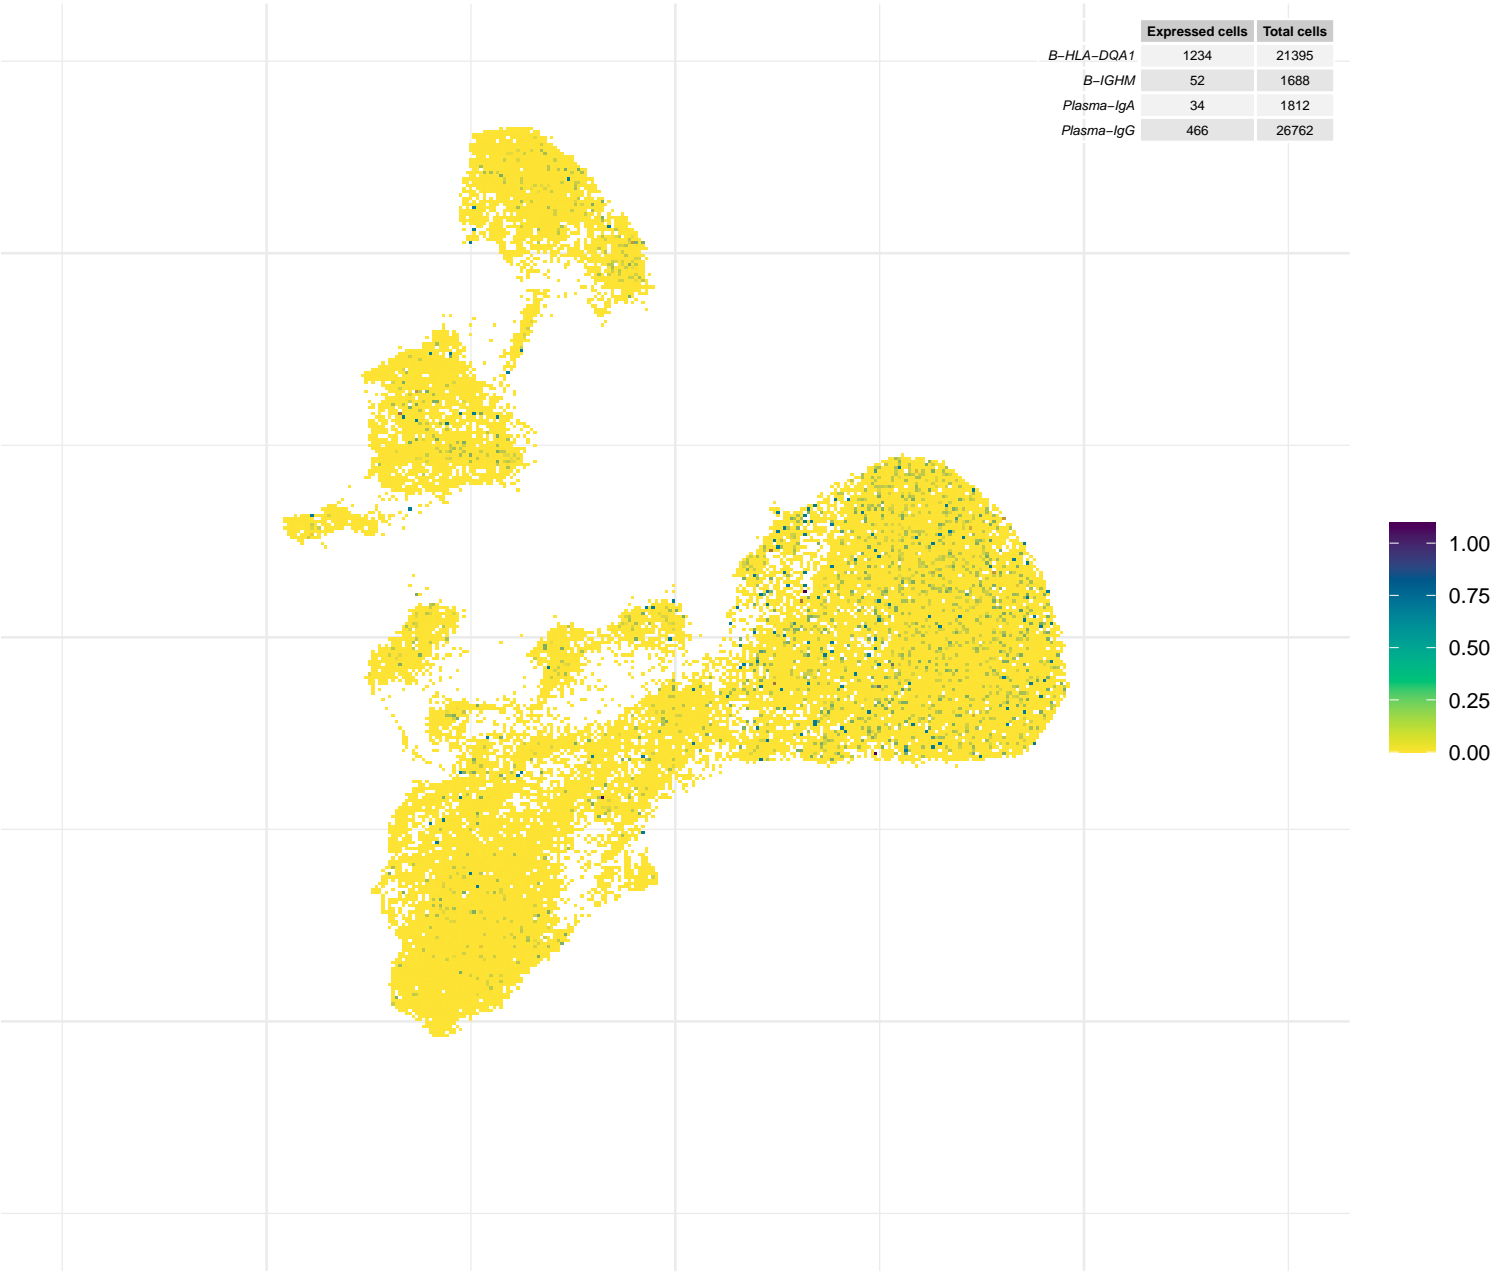 Expressed cells Total cells
B−HLA−DQA1 1234 21395
B−IGHM 52 1688
Plasma−IgA 34 1812
Plasma−IgG 466 26762
1.00
0.75
0.50
0.25
0.00